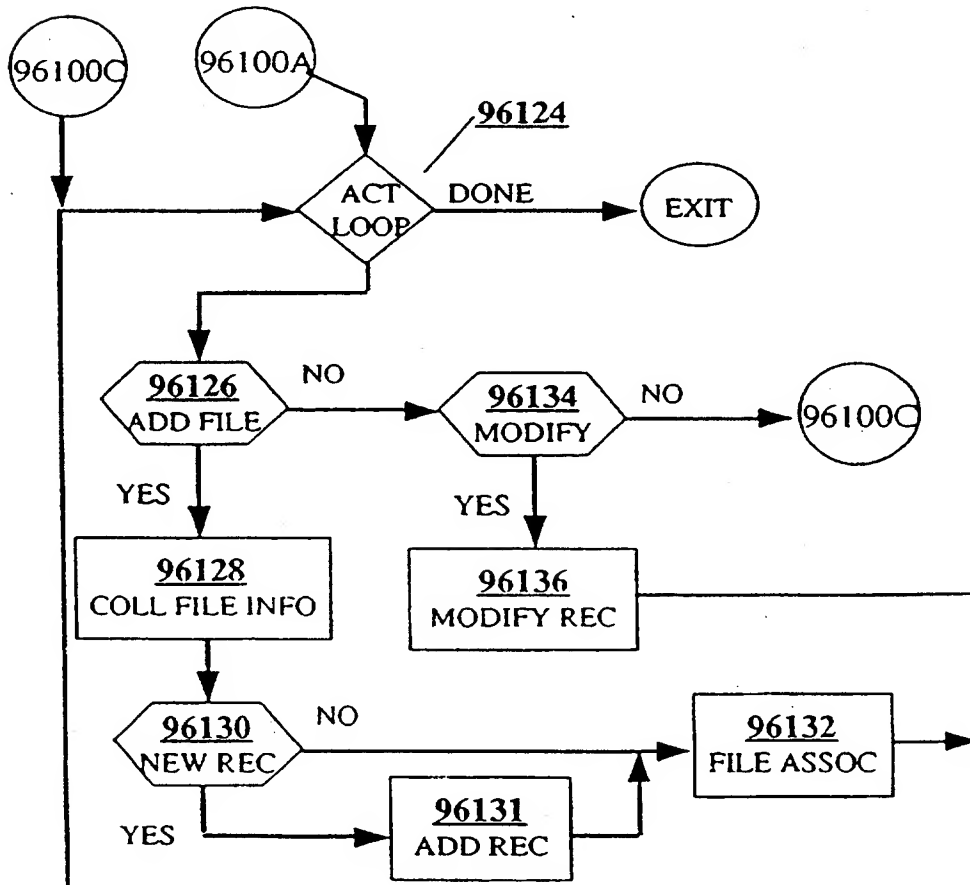 96100C
96100A
96124
ACT
LOOP
DONE
EXIT
96126
ADD FILE
NO
96134
MODIFY
NO
96100C
YES
YES
96128
COLL FILE INFO
96136
MODIFY REC
96130
NEW REC
NO
96132
FILE ASSOC
YES
96131
ADD REC